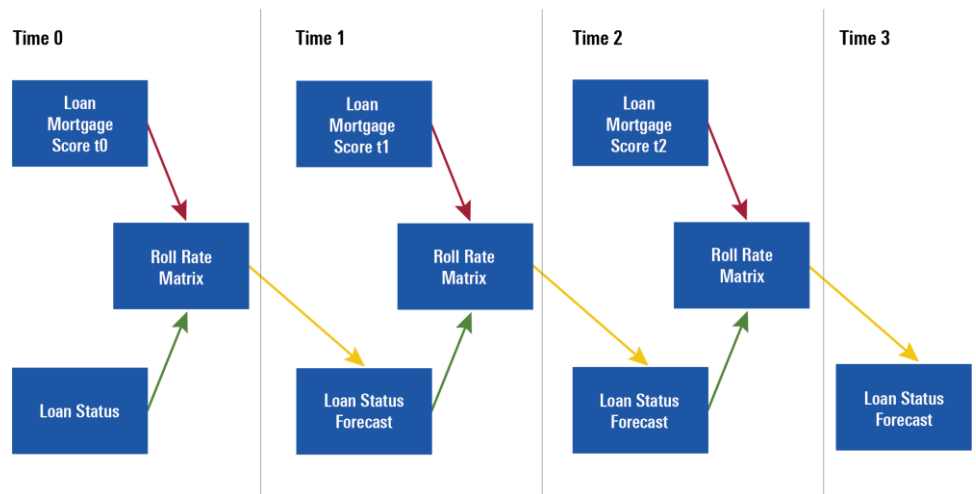 Time 0
Time 1
Time 2
Time 3
Loan
Mortgage
Score t0
Loan
Mortgage
Score t1
Loan
Mortgage
Score t2
Roll Rate
Matrix
Roll Rate
Matrix
Roll Rate
Matrix
Loan Status
Loan Status
Forecast
Loan Status
Forecast
Loan Status
Forecast